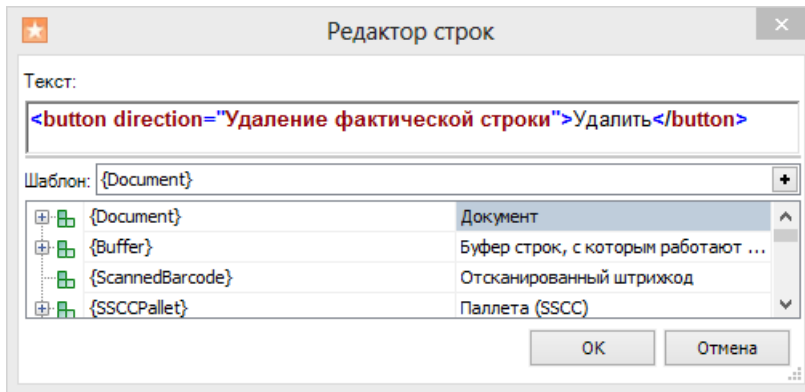 Редактор строк
Текст:
<button direction="Удаление фактической строки">Удалить</button>
Шаблон: {Document}
{Document} Документ
{Buffer} Буфер строк, с которым работают ...
{ScannedBarcode} Отсканированный штрихкод
{SSCCPallet} Паллета (SSCC)
OK Отмена